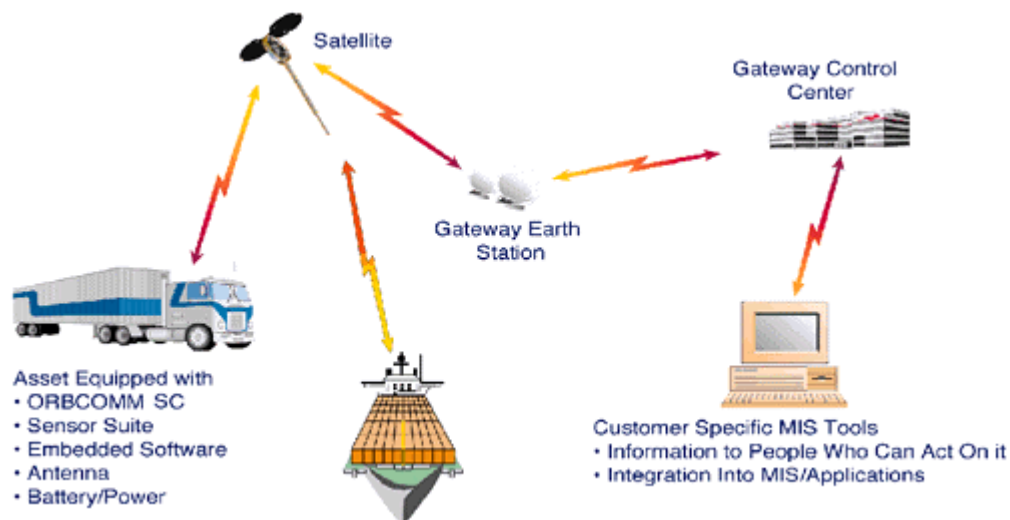 Satellite
Gateway Control
Center
Gateway Earth
Station
Asset Equipped with
• ORBCOMM SC
• Sensor Suite
• Embedded Software
• Antenna
• Battery/Power
Customer Specific MIS Tools
• Information to People Who Can Act On it
• Integration Into MIS/Applications